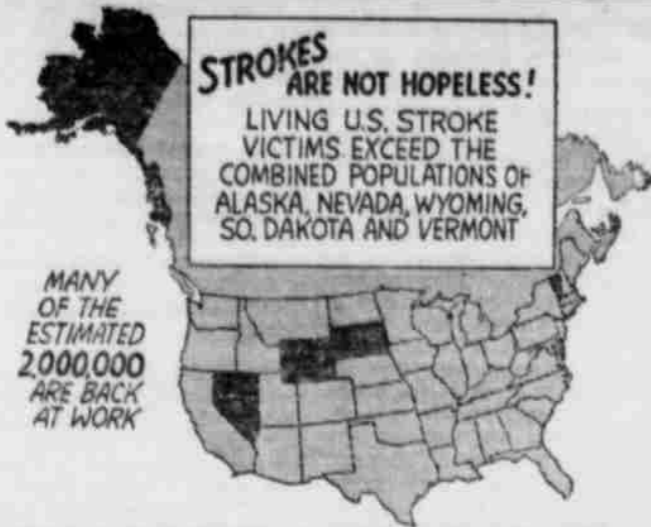 STROKES
ARE NOT HOPELESS!
LIVING U.S. STROKE
VICTIMS EXCEED THE
COMBINED POPULATIONS OF
ALASKA, NEVADA, WYOMING,
SO. DAKOTA AND VERMONT
MANY
OF THE
ESTIMATED
2,000,000
ARE BACK
AT WORK